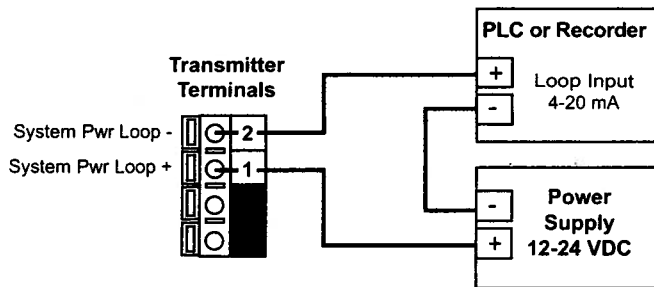 PLC or Recorder
+
Loop Input
4-20 mA
-
Transmitter
Terminals
System Pwr Loop -
2
System Pwr Loop +
1
-
Power
Supply
12-24 VDC
+